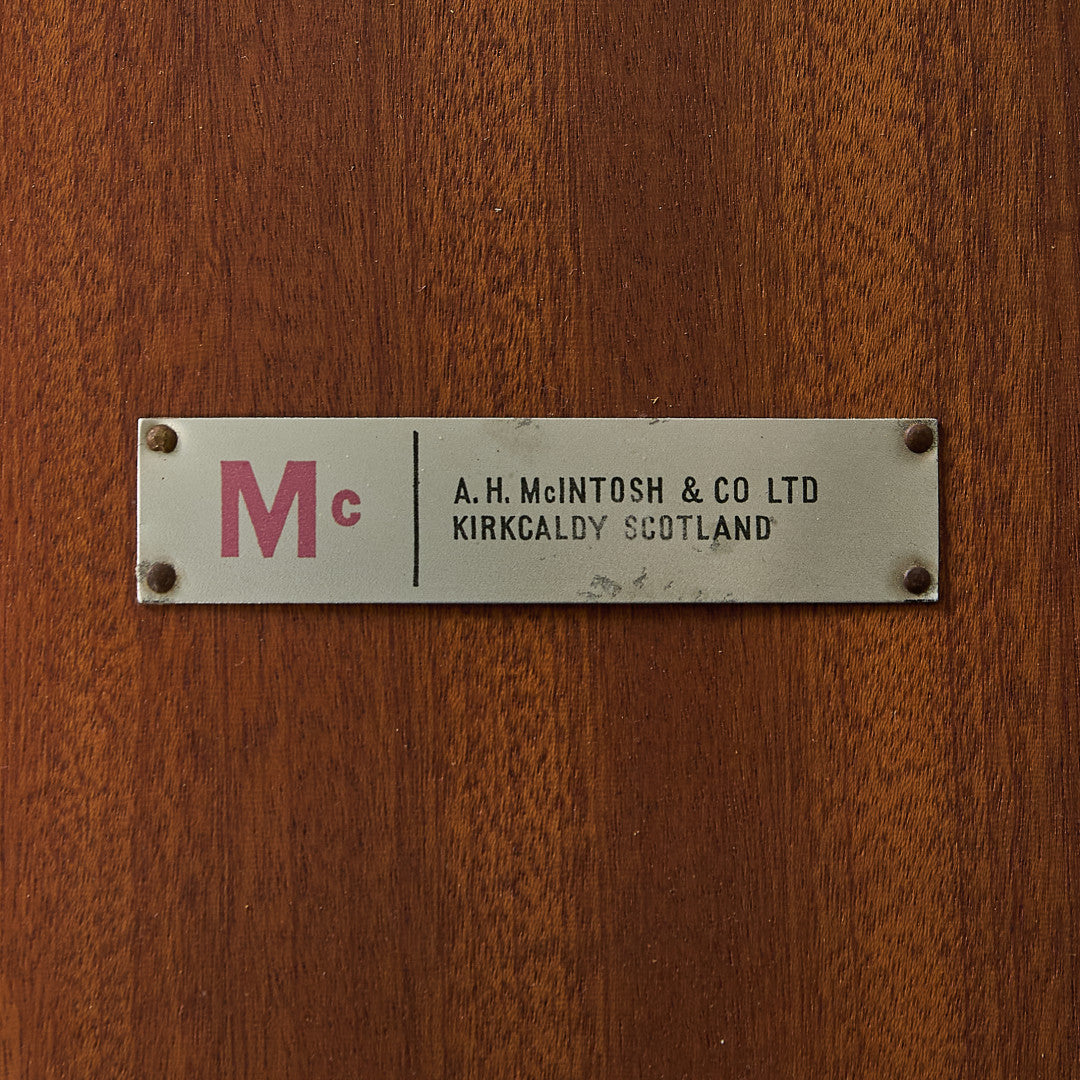 Mc
A.H. McINTOSH & CO LTD
KIRKCALDY SCOTLAND